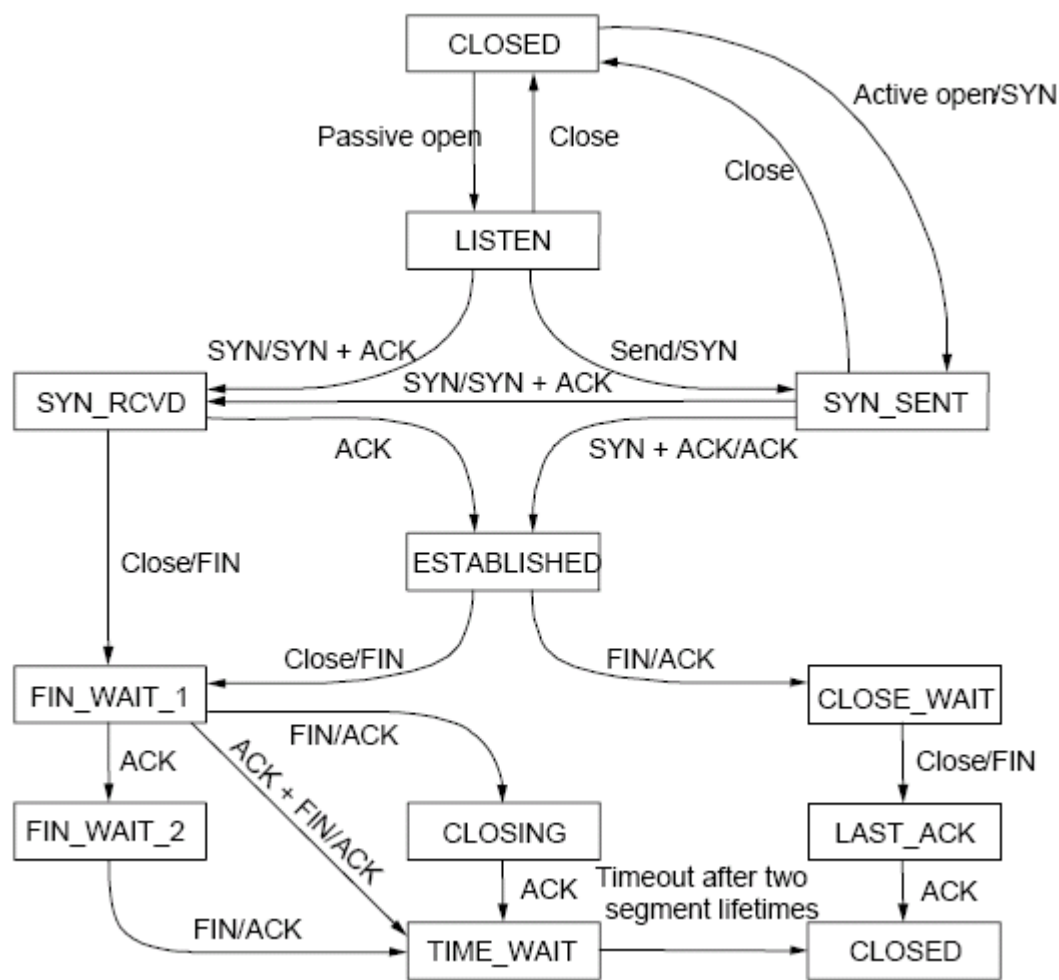 CLOSED
Active open/SYN
Passive open
Close
Close
LISTEN
SYN/SYN + ACK
Send/SYN
SYN/SYN + ACK
SYN_RCVD
SYN_SENT
ACK
SYN + ACK/ACK
Close/FIN
ESTABLISHED
Close/FIN
FIN/ACK
FIN_WAIT_1
CLOSE_WAIT
FIN/ACK
ACK
ACK + FIN/ACK
Close/FIN
FIN_WAIT_2
CLOSING
LAST_ACK
ACK
Timeout after two
segment lifetimes
ACK
FIN/ACK
TIME_WAIT
CLOSED